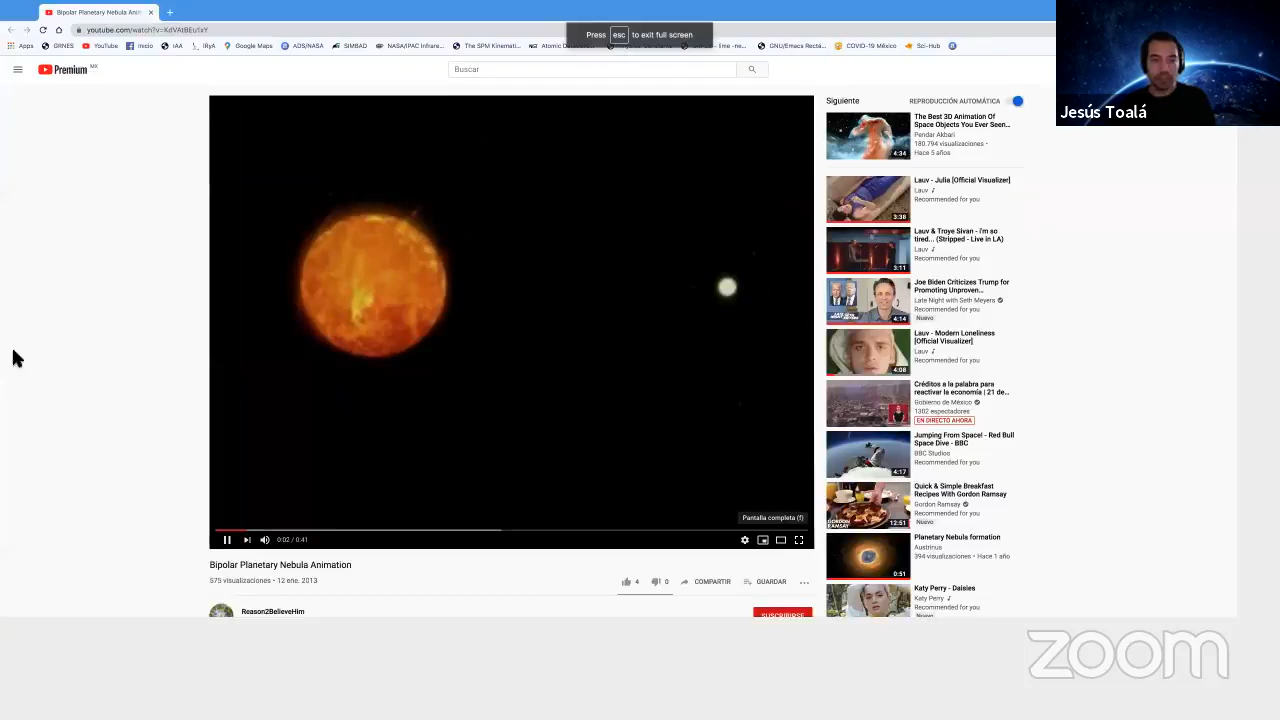 Bipolar Planetary Nebula Anim
youtube.com/watch?v=KdVAtBEu1xY
Press esc to exit full screen
Apps
GRNES
YouTube
Inicio
IAA
IRyA
Google Maps
ADS/NASA
SIMBAD
NASA/IPAC Infrare...
The SPM Kinemati...
Atomic
GNU/Emacs Rectá...
COVID-19 México
Sci-Hub
Premium MX
Buscar
Jesús Toalá
Siguiente
REPRODUCCIÓN AUTOMÁTICA
The Best 3D Animation Of
Space Objects You Ever Seen...
Pendar Akbari
180.794 visualizaciones •
Hace 5 años
4:34
Lauv - Julia [Official Visualizer]
Lauv
Recommended for you
3:38
Lauv & Troye Sivan - i'm so
tired... (Stripped - Live in LA)
Lauv
Recommended for you
3:11
Joe Biden Criticizes Trump for
Promoting Unproven...
Late Night with Seth Meyers
Recommended for you
Nuevo
4:14
Lauv - Modern Loneliness
[Official Visualizer]
Lauv
Recommended for you
4:08
Créditos a la palabra para
reactivar la economía | 21 de...
Gobierno de México
1302 espectadores
EN DIRECTO AHORA
Jumping From Space! - Red Bull
Space Dive - BBC
BBC Studios
Recommended for you
4:17
Quick & Simple Breakfast
Recipes With Gordon Ramsay
Gordon Ramsay
Recommended for you
Nuevo
GORDON
RAMSAY
12:51
Planetary Nebula formation
Austrinus
394 visualizaciones • Hace 1 año
0:51
Katy Perry - Daisies
Katy Perry
Recommended for you
Nuevo
Pantalla completa (f)
0:02 / 0:41
Bipolar Planetary Nebula Animation
575 visualizaciones • 12 ene. 2013
4
0
COMPARTIR
GUARDAR
Reason2BelieveHim
SUSCRIBIRSE
zoom